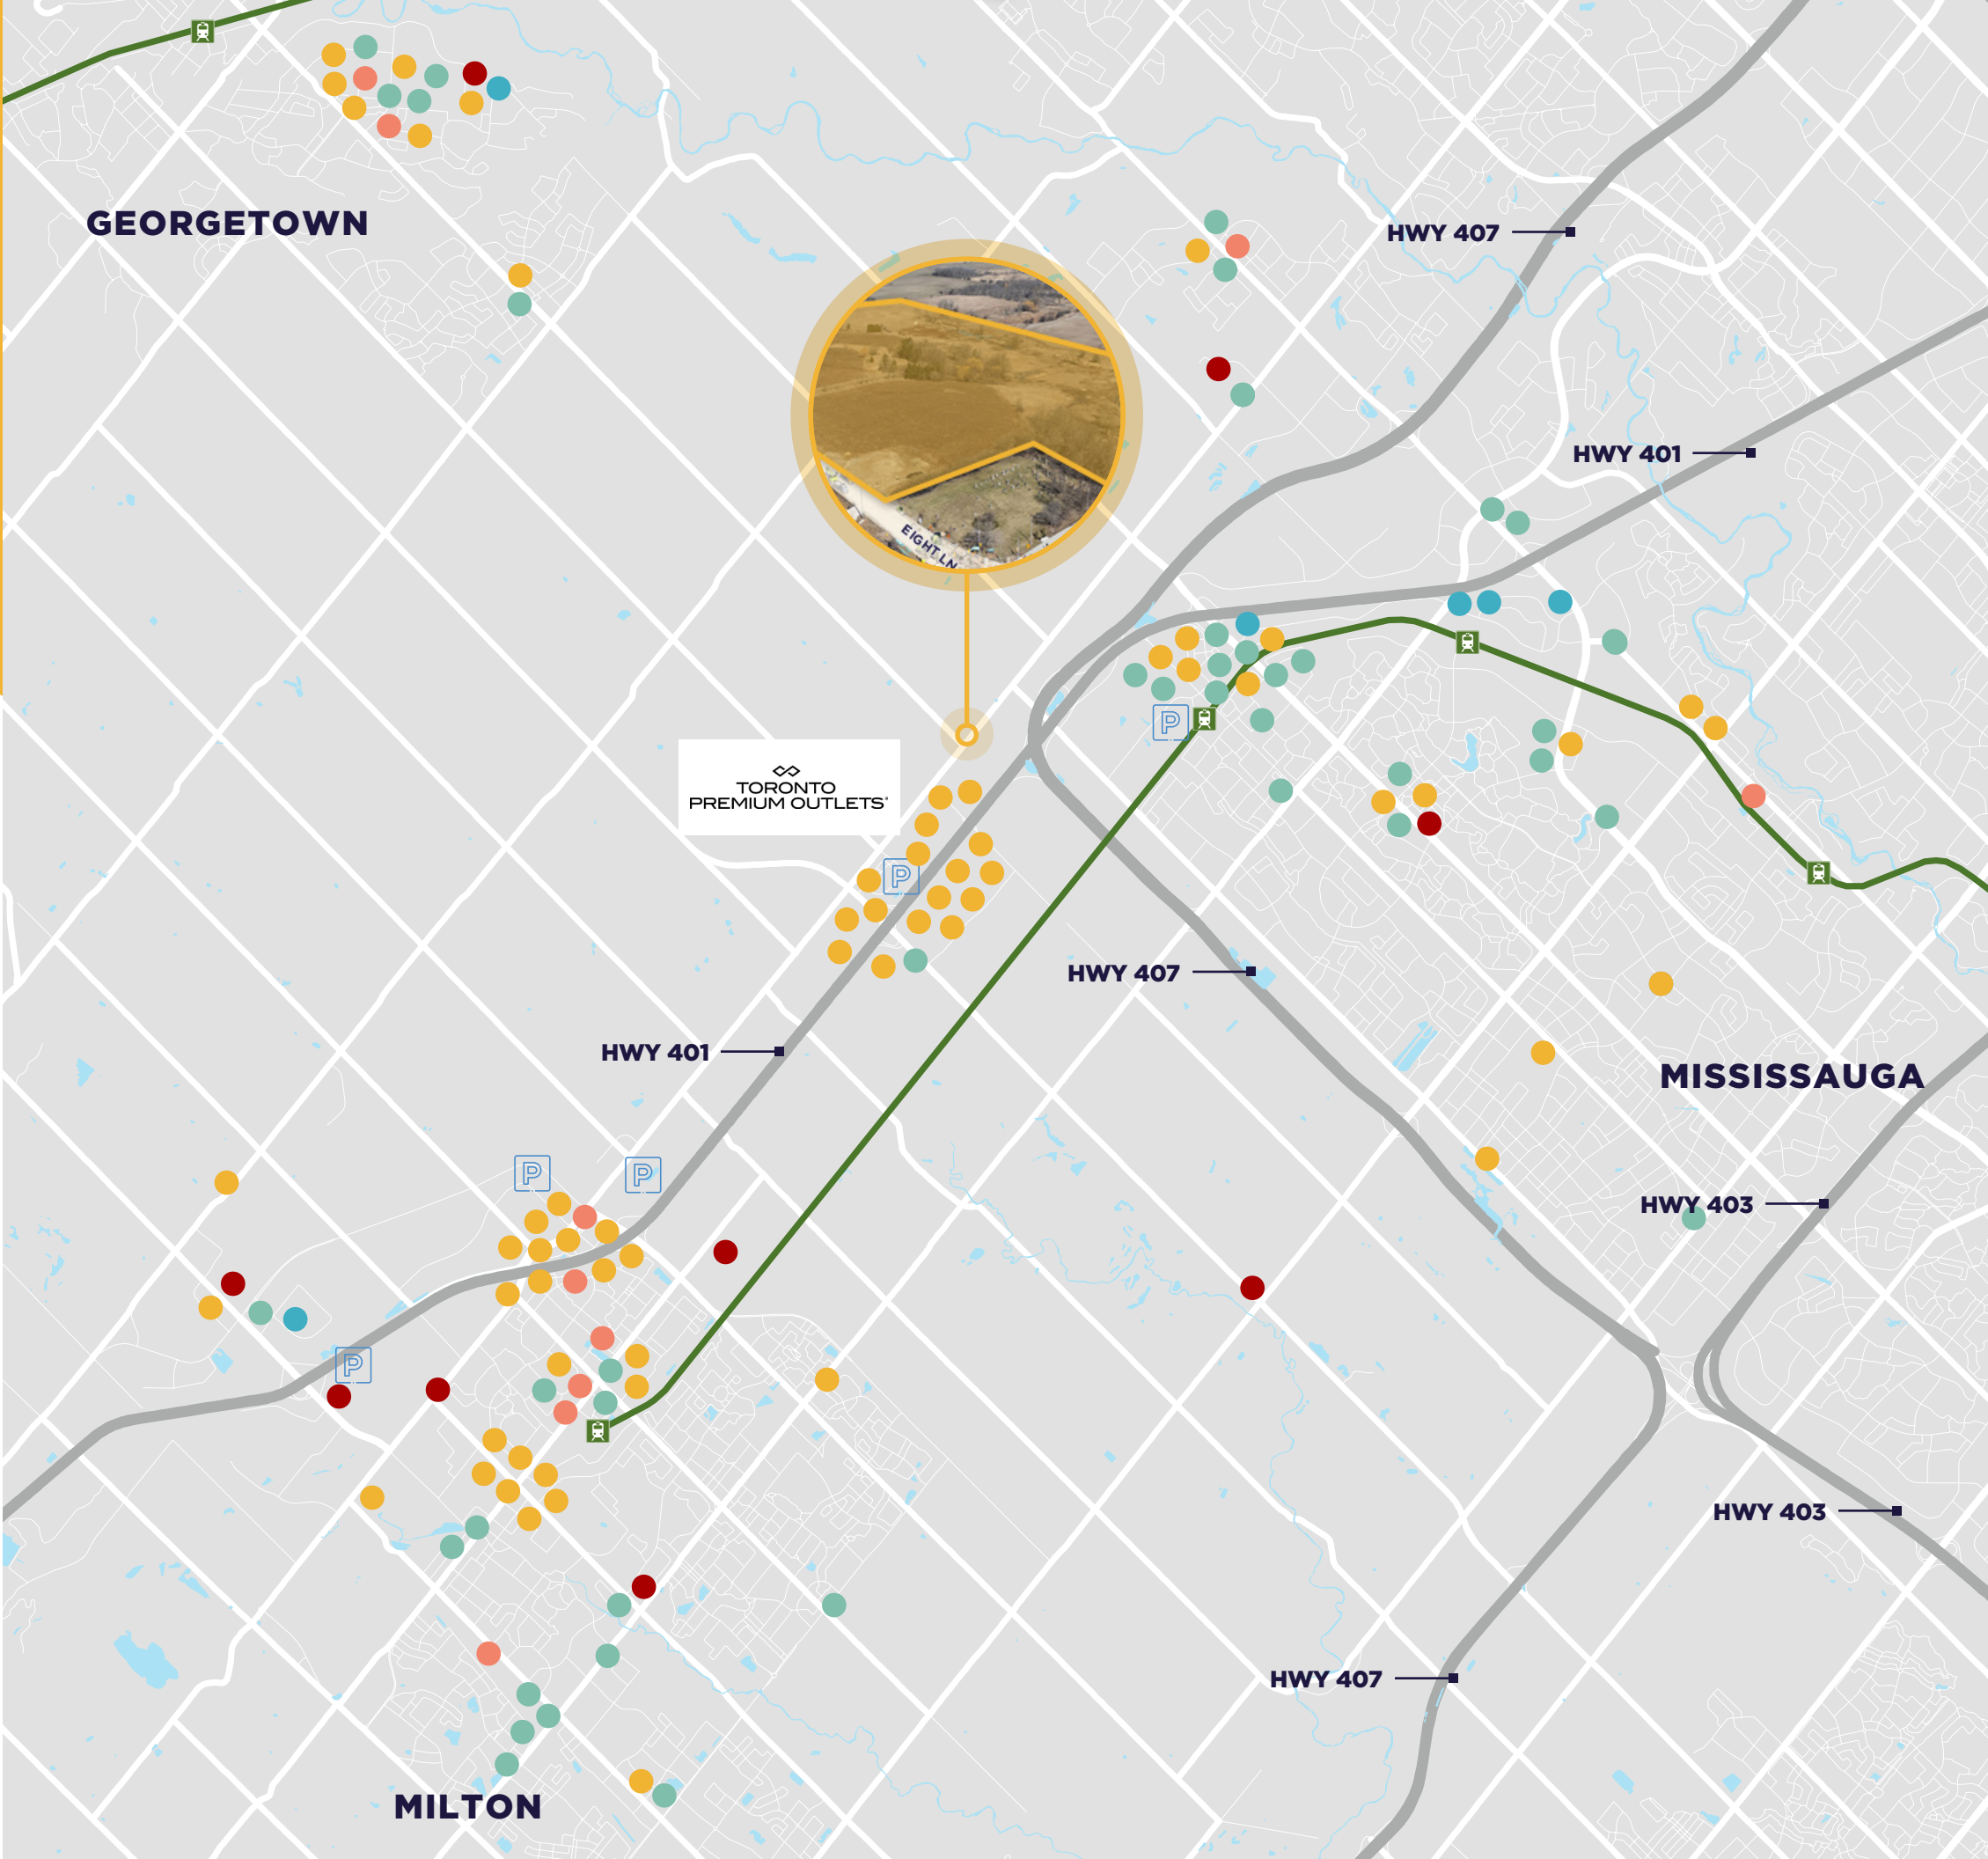 GEORGETOWN
HWY 407
HWY 401
EIGHT LN
TORONTO
PREMIUM OUTLETS®
P
P
HWY 407
HWY 401
MISSISSAUGA
P
P
HWY 403
P
HWY 403
HWY 407
MILTON